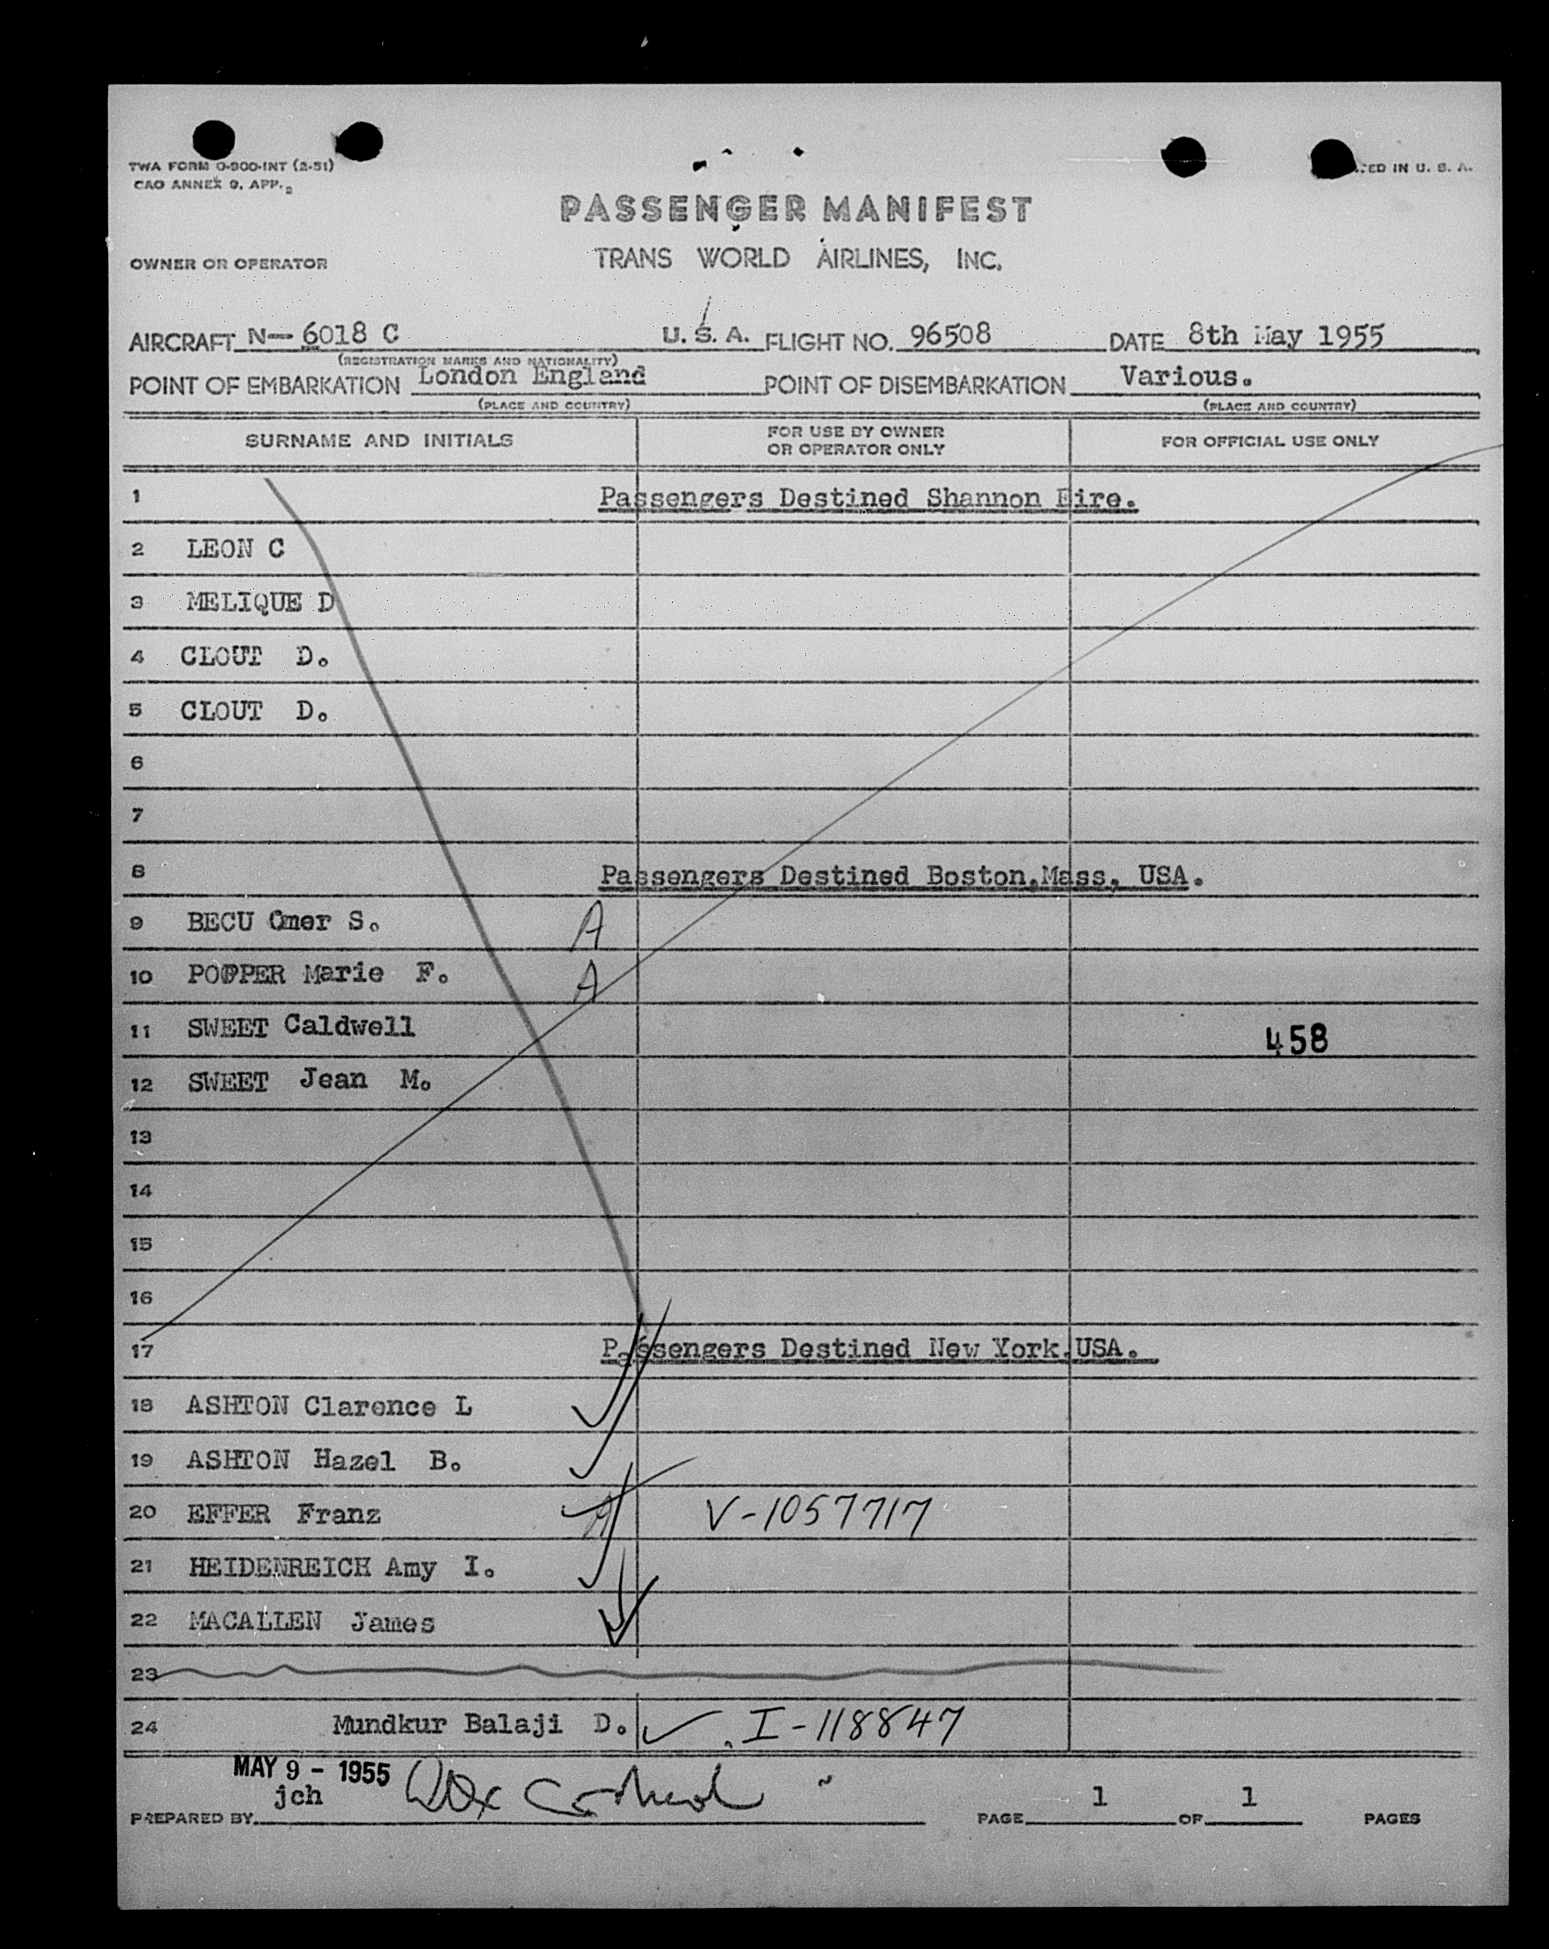 TWA FORM 0-900-INT (2-51)
CAO ANNEX 9, APP. 2
IN U. S. A.
PASSENGER MANIFEST
OWNER OR OPERATOR TRANS WORLD AIRLINES, INC.
AIRCRAFT N- 6018 C U. S. A. FLIGHT NO. 96508 DATE 8th May 1955
(REGISTRATION MARKS AND NATIONALITY)
POINT OF EMBARKATION London England POINT OF DISEMBARKATION Various.
(PLACE AND COUNTRY) (PLACE AND COUNTRY)
SURNAME AND INITIALS FOR USE BY OWNER OR OPERATOR ONLY FOR OFFICIAL USE ONLY
1 Passengers Destined Shannon Eire.
2 LEON C
3 MELIQUE D
4 CLOUT D.
5 CLOUT D.
6
7
8 Passengers Destined Boston,Mass, USA.
9 BECU Omer S. A
10 POPPER Marie F. A
11 SWEET Caldwell 458
12 SWEET Jean M.
13
14
15
16
17 Passengers Destined New York,USA.
18 ASHTON Clarence L
19 ASHTON Hazel B.
20 EFFER Franz A V-1057717
21 HEIDENREICH Amy I.
22 MACALLEN James
23
24 Mundkur Balaji D. I-118847
MAY 9 - 1955
jch
PREPARED BY PAGE 1 OF 1 PAGES